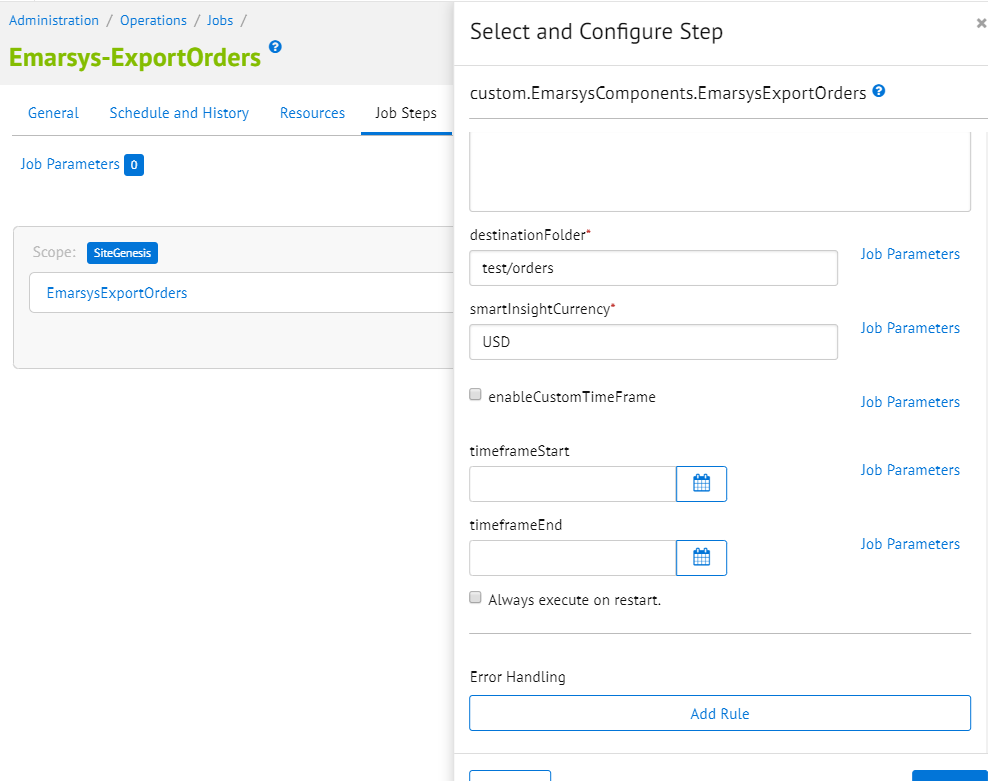 Administration / Operations / Jobs /
Emarsys-ExportOrders ?
General Schedule and History Resources Job Steps
Job Parameters 0
Scope: SiteGenesis
EmarsysExportOrders
Select and Configure Step ×
custom.EmarsysComponents.EmarsysExportOrders ?
destinationFolder*
test/orders Job Parameters
smartInsightCurrency*
USD Job Parameters
enableCustomTimeFrame Job Parameters
timeframeStart
Job Parameters
timeframeEnd
Job Parameters
Always execute on restart.
Error Handling
Add Rule